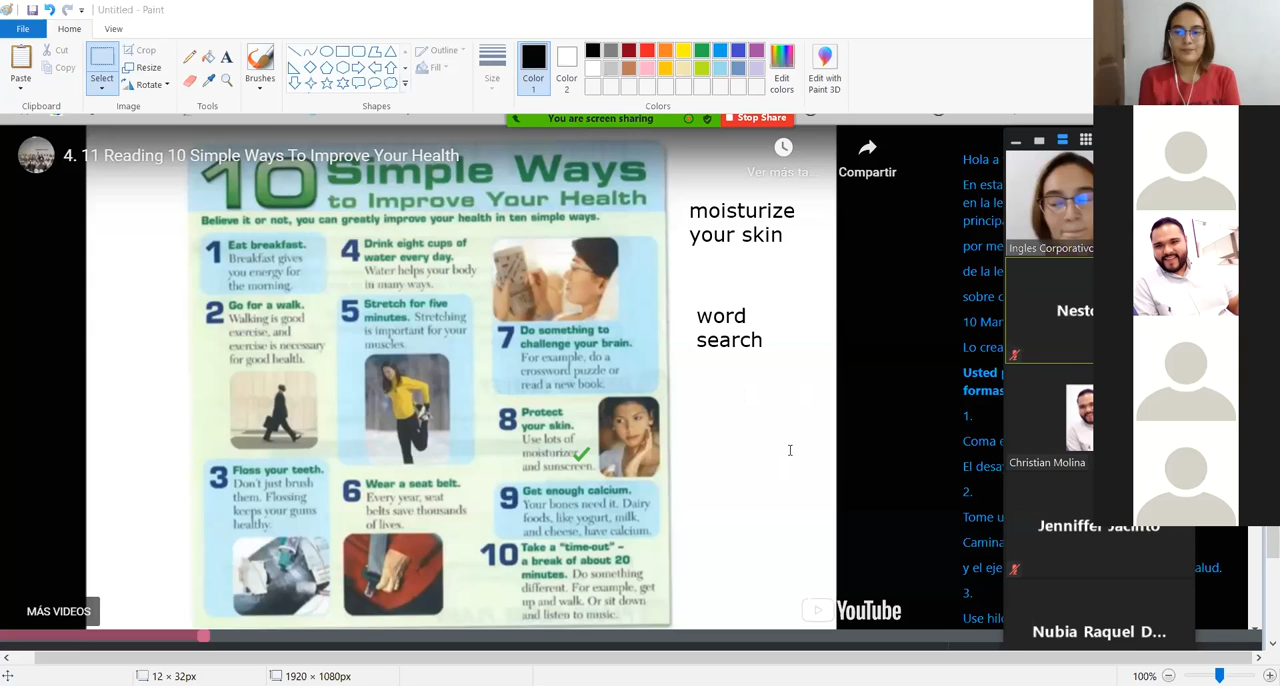 Untitled - Paint
File
Home
View
Paste
Cut
Copy
Clipboard
Select
Crop
Resize
Rotate
Image
Tools
Brushes
Shapes
Outline
Fill
Size
Color
1
Color
2
Edit
colors
Colors
Edit with
Paint 3D
You are screen sharing
Stop Share
4. 11 Reading 10 Simple Ways To Improve Your Health
Ver más ta...
Compartir
10 Simple Ways
to Improve Your Health
Believe it or not, you can greatly improve your health in ten simple ways.
1 Eat breakfast.
Breakfast gives
you energy for
the morning.
2 Go for a walk.
Walking is good
exercise, and
exercise is necessary
for good health.
3 Floss your teeth.
Don't just brush
them. Flossing
keeps your gums
healthy.
4 Drink eight cups of
water every day.
Water helps your body
in many ways.
5 Stretch for five
minutes. Stretching
is important for your
muscles.
6 Wear a seat belt.
Every year, seat
belts save thousands
of lives.
7 Do something to
challenge your brain.
For example, do a
crossword puzzle or
read a new book.
8 Protect
your skin.
Use lots of
moisturizer
and sunscreen.
9 Get enough calcium.
Your bones need it. Dairy
foods, like yogurt, milk,
and cheese, have calcium.
10 Take a "time-out" –
a break of about 20
minutes. Do something
different. For example, get
up and walk. Or sit down
and listen to music.
moisturize
your skin
word
search
MÁS VIDEOS
YouTube
Hola a
En esta
en la le
princip
por me
de la le
sobre c
10 Mar
Lo crea
Usted
formas
1.
Coma
El desa
2.
Tome u
Camina
y el eje
salud.
3.
Use hilo
Ingles Corporativo
Nesto
Christian Molina
Jenniffer Jacinto
Nubia Raquel D...
12 × 32px
1920 × 1080px
100%